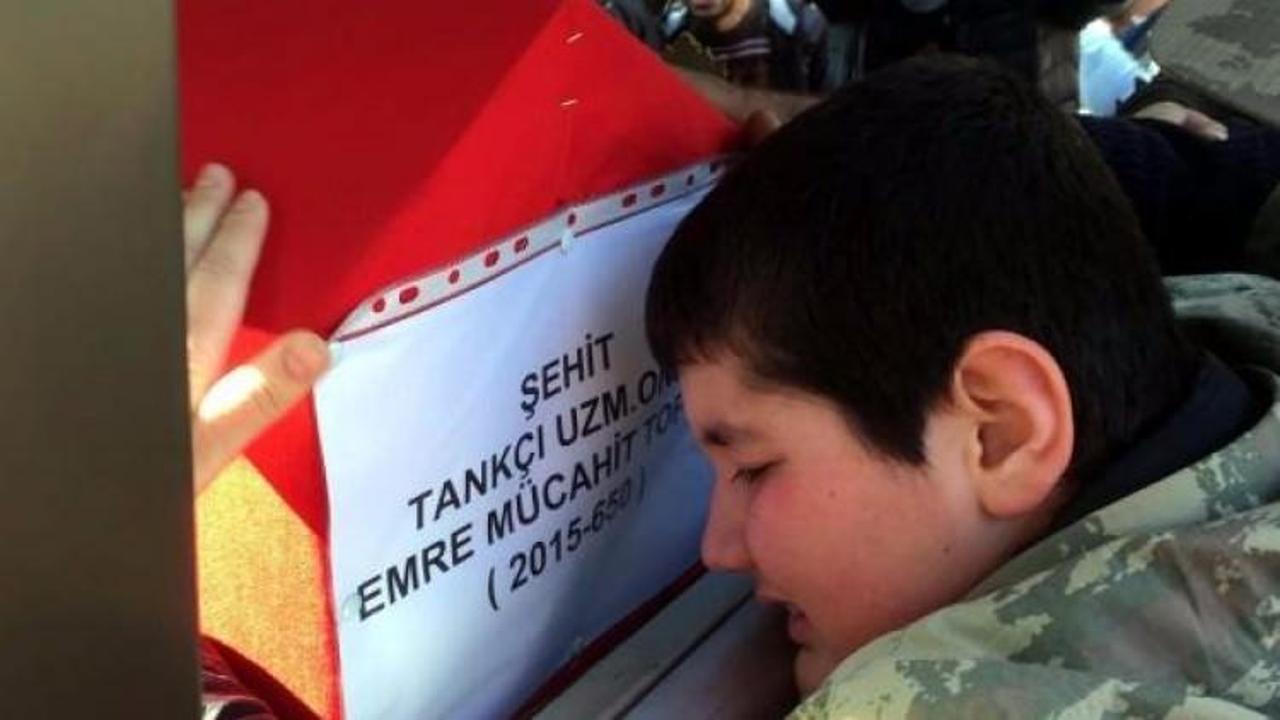 ŞEHİT
TANKÇI UZM.
EMRE MÜCAHİT
( 2015-650 )